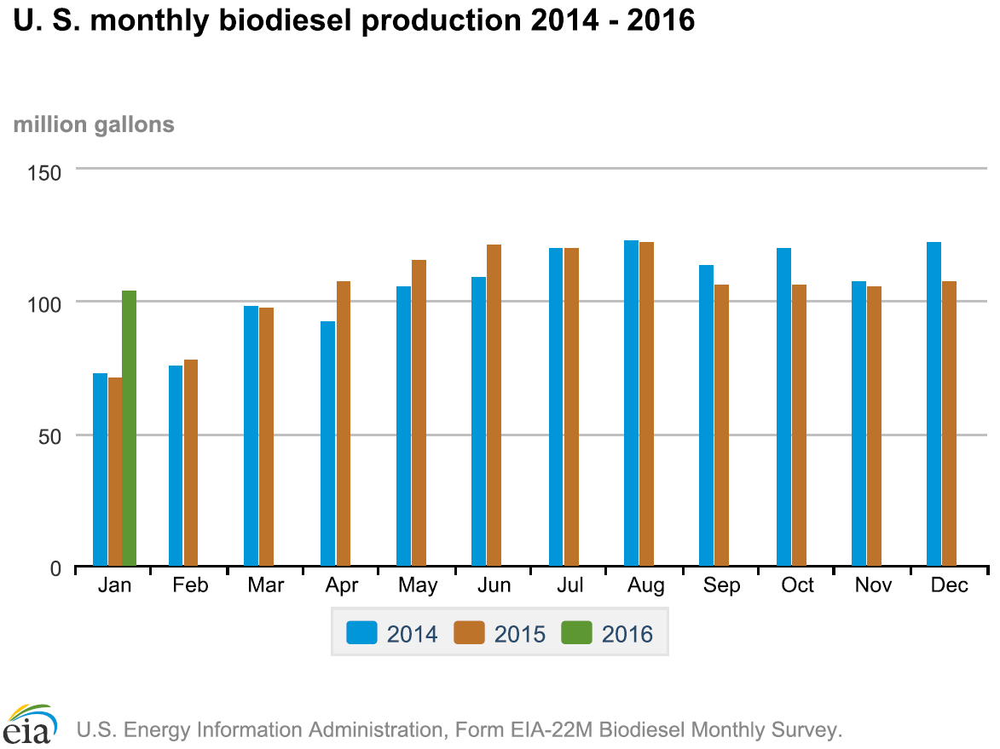 U. S. monthly biodiesel production 2014 - 2016
million gallons
150
100
50
0
Jan Feb Mar Apr May Jun Jul Aug Sep Oct Nov Dec
2014 2015 2016
eia U.S. Energy Information Administration, Form EIA-22M Biodiesel Monthly Survey.